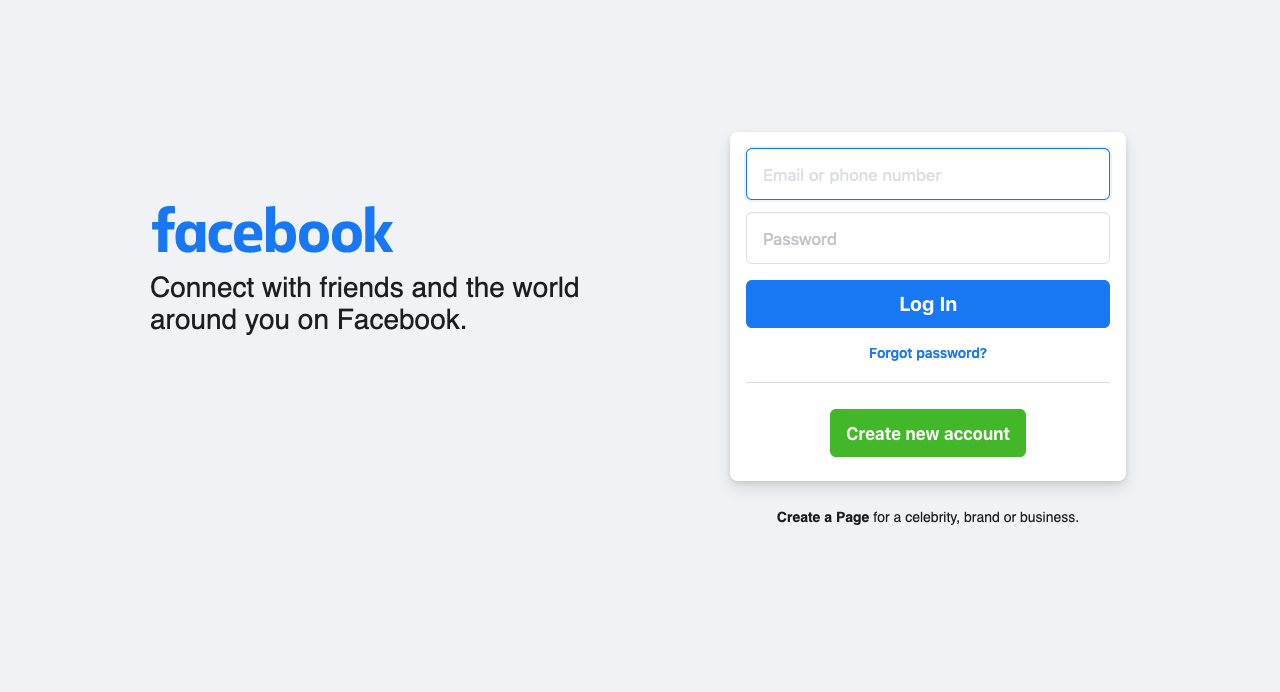 facebook
Connect with friends and the world
around you on Facebook.
Email or phone number
Password
Log In
Forgot password?
Create new account
Create a Page for a celebrity, brand or business.